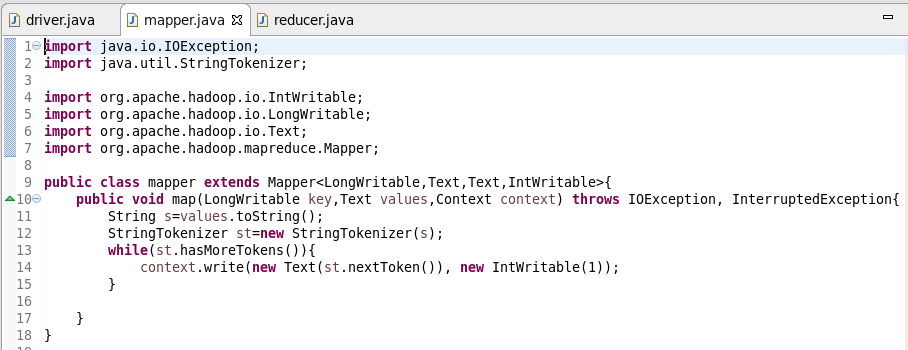 driver.java mapper.java reducer.java
1 import java.io.IOException;
2 import java.util.StringTokenizer;
3
4 import org.apache.hadoop.io.IntWritable;
5 import org.apache.hadoop.io.LongWritable;
6 import org.apache.hadoop.io.Text;
7 import org.apache.hadoop.mapreduce.Mapper;
8
9 public class mapper extends Mapper<LongWritable,Text,Text,IntWritable>{
10     public void map(LongWritable key,Text values,Context context) throws IOException, InterruptedException{
11         String s=values.toString();
12         StringTokenizer st=new StringTokenizer(s);
13         while(st.hasMoreTokens()){
14             context.write(new Text(st.nextToken()), new IntWritable(1));
15         }
16
17     }
18 }